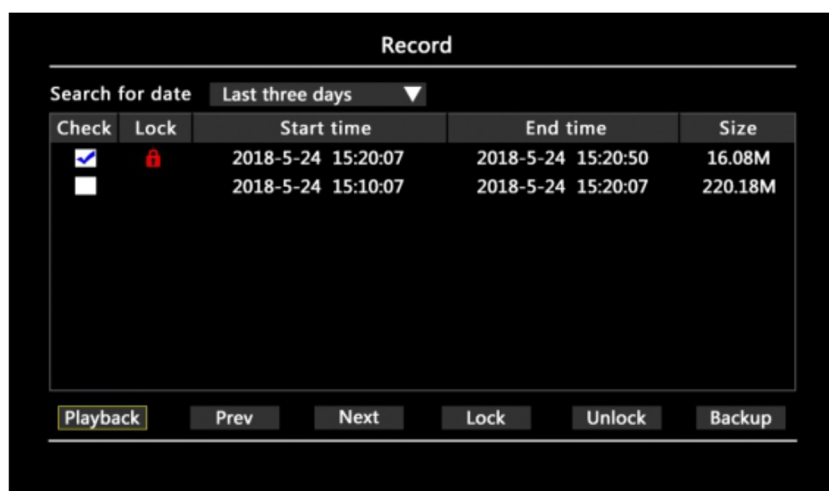 Record
Search for date Last three days
Check Lock Start time End time Size
2018-5-24 15:20:07 2018-5-24 15:20:50 16.08M
2018-5-24 15:10:07 2018-5-24 15:20:07 220.18M
Playback Prev Next Lock Unlock Backup